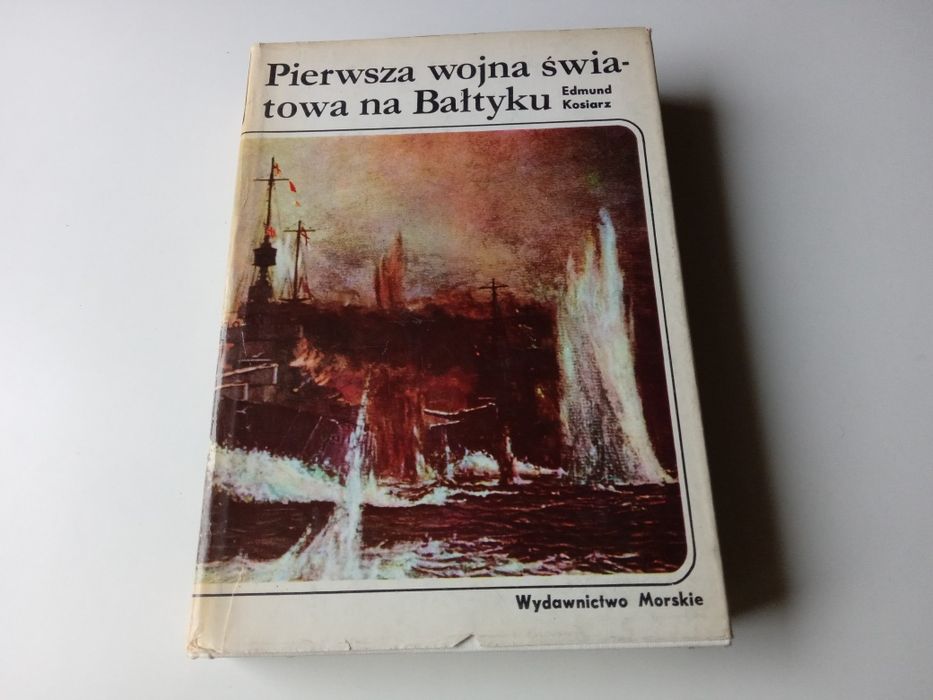 Pierwsza wojna świa-
towa na Bałtyku
Edmund
Kosiarz
Wydawnictwo Morskie